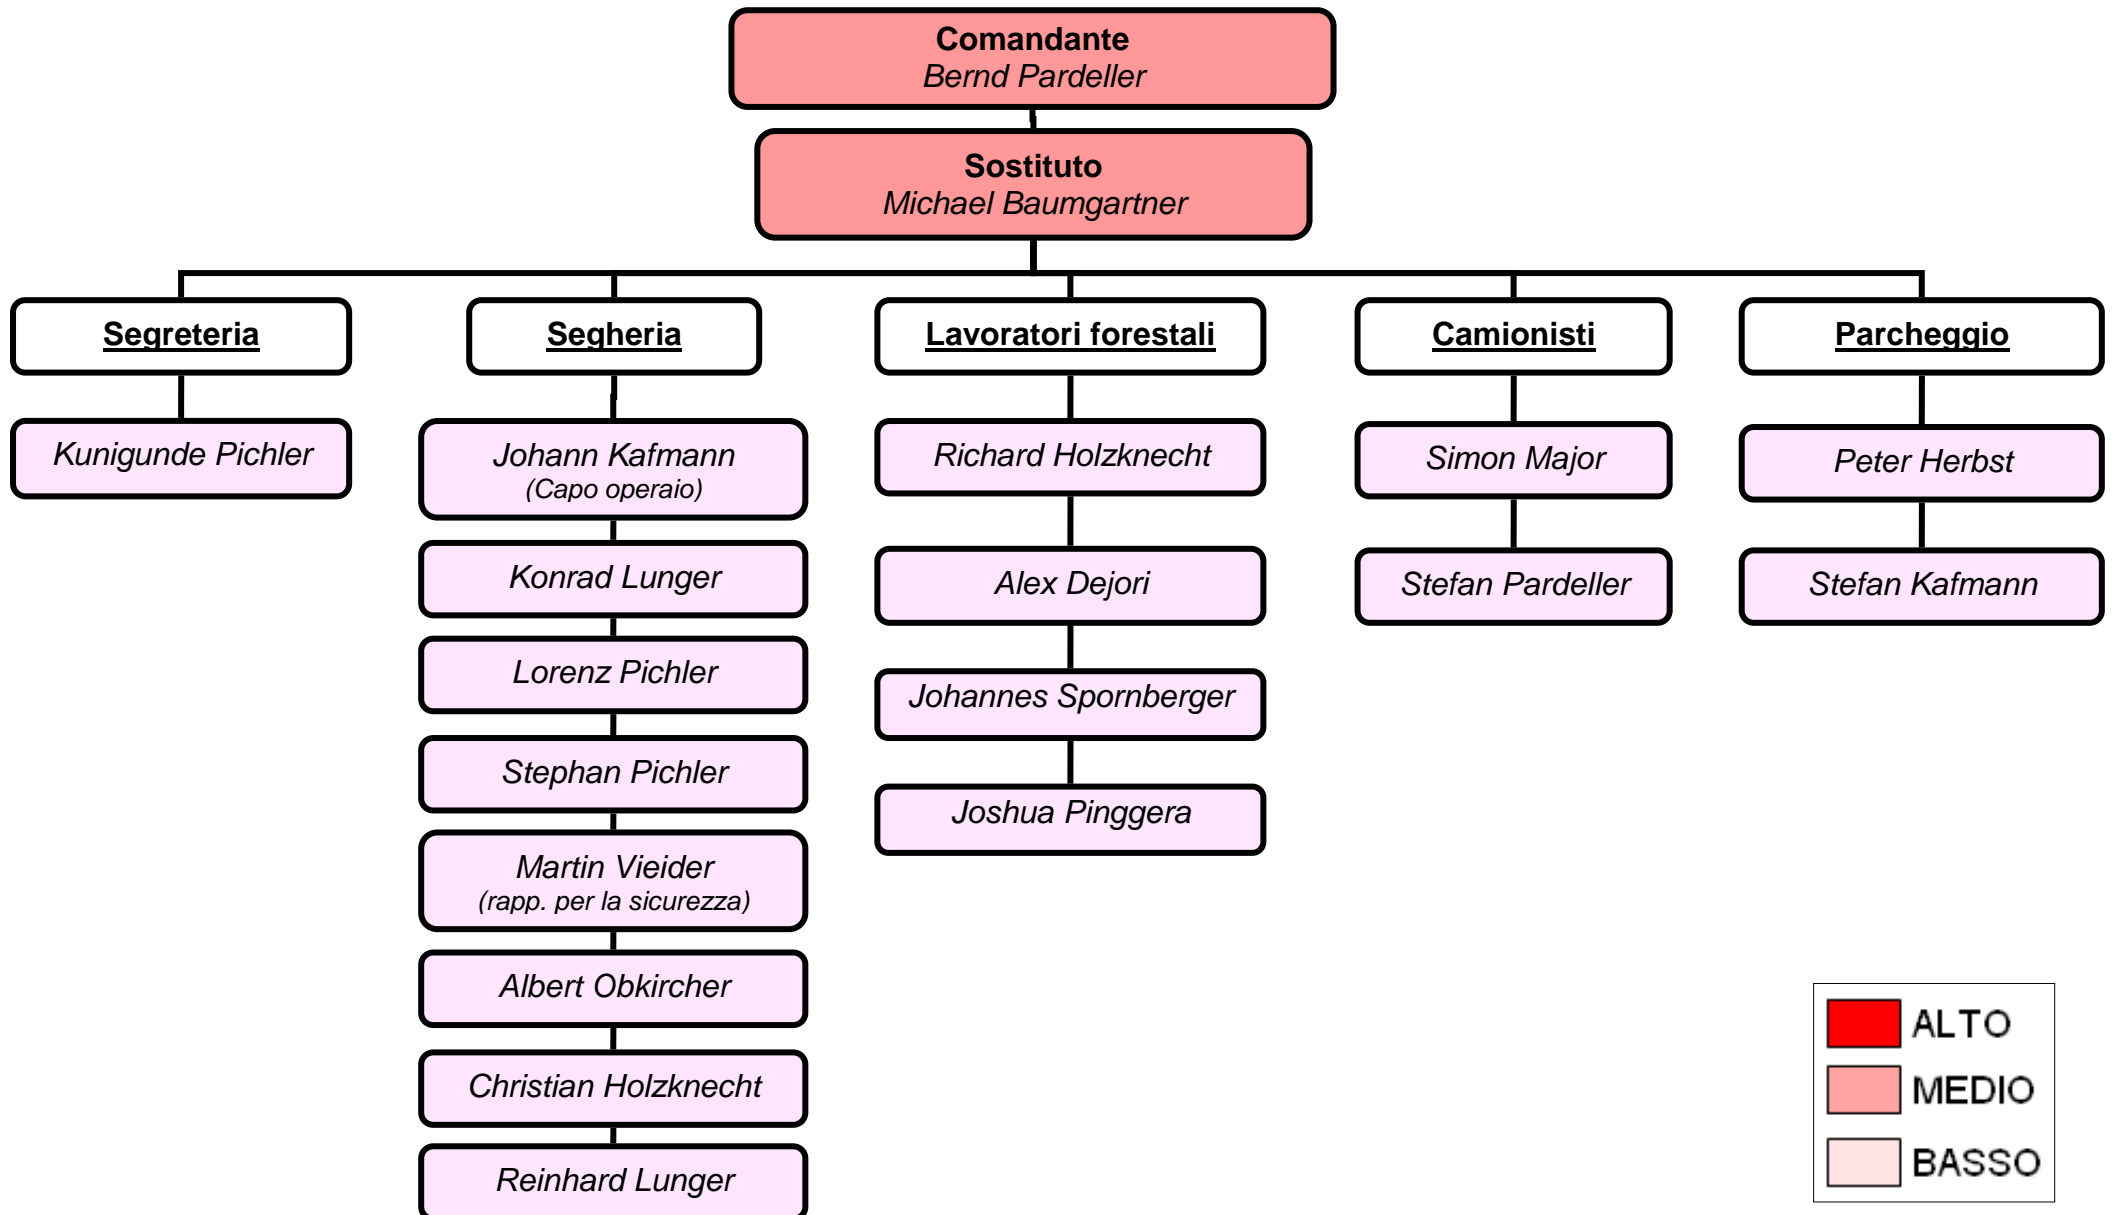 Comandante
Bernd Pardeller
Sostituto
Michael Baumgartner
Segreteria
Kunigunde Pichler
Segheria
Johann Kafmann
(Capo operaio)
Konrad Lunger
Lorenz Pichler
Stephan Pichler
Martin Vieider
(rapp. per la sicurezza)
Albert Obkircher
Christian Holzknecht
Reinhard Lunger
Lavoratori forestali
Richard Holzknecht
Alex Dejori
Johannes Spornberger
Joshua Pinggera
Camionisti
Simon Major
Stefan Pardeller
Parcheggio
Peter Herbst
Stefan Kafmann
ALTO
MEDIO
BASSO